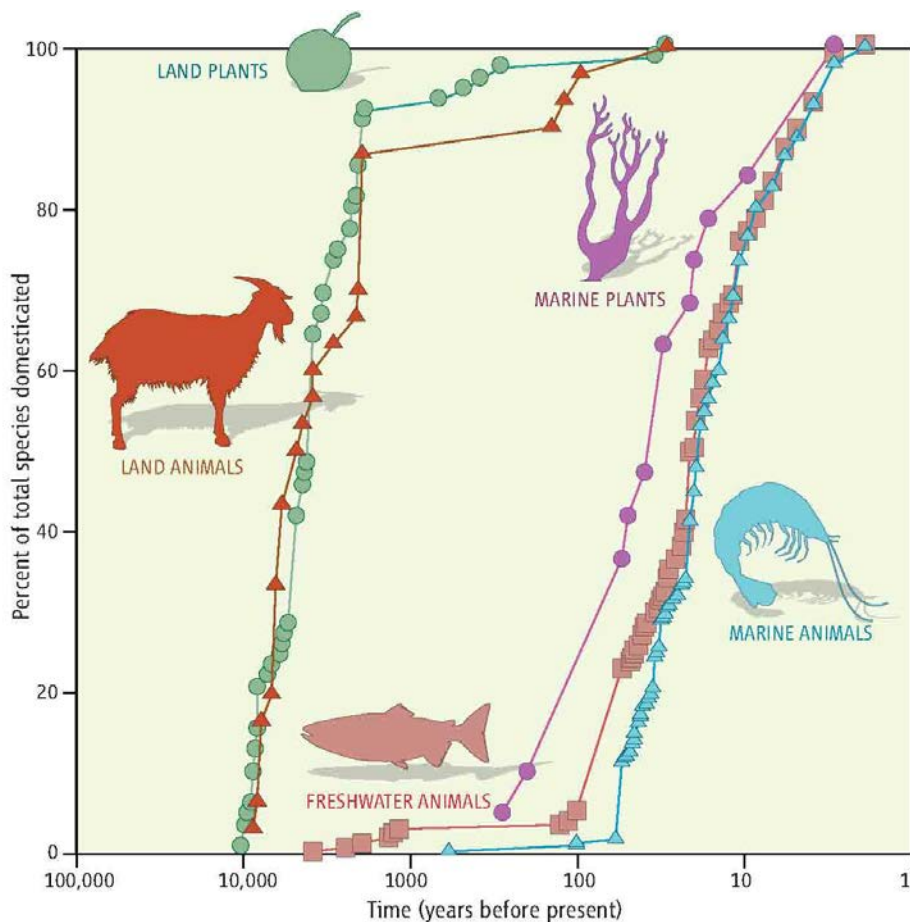 100
LAND PLANTS
80
MARINE PLANTS
60
LAND ANIMALS
40
MARINE ANIMALS
20
FRESHWATER ANIMALS
0
Percent of total species domesticated
100,000
10,000
1000
100
10
1
Time (years before present)